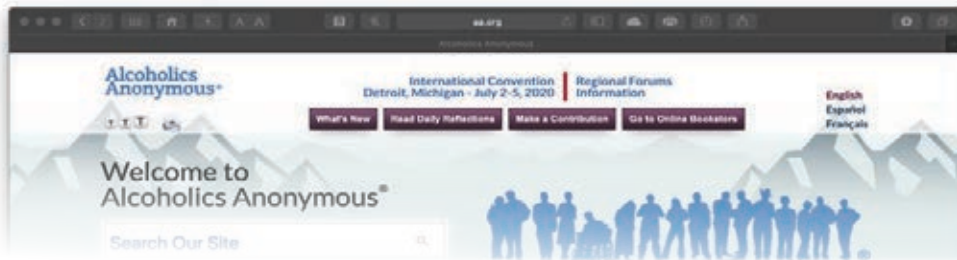 aa.org
Alcoholics Anonymous
Alcoholics
Anonymous®
International Convention
Detroit, Michigan - July 2-5, 2020
Regional Forums
Information
English
Español
Français
T T T
What's New
Read Daily Reflections
Make a Contribution
Go to Online Bookstore
Welcome to
Alcoholics Anonymous®
Search Our Site
®